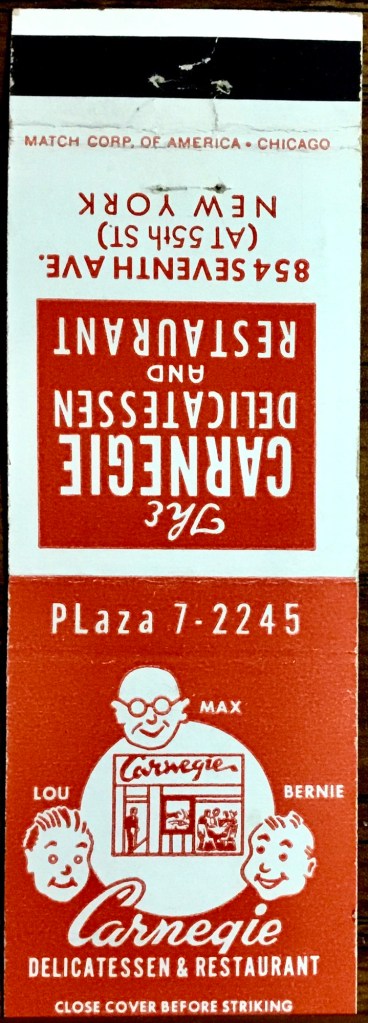 MATCH CORP. OF AMERICA • CHICAGO
The
CARNEGIE
DELICATESSEN
AND
RESTAURANT
854 SEVENTH AVE.
(AT 55th ST.)
NEW YORK
PLaza 7-2245
MAX
Carnegie
LOU
BERNIE
Carnegie
DELICATESSEN & RESTAURANT
CLOSE COVER BEFORE STRIKING